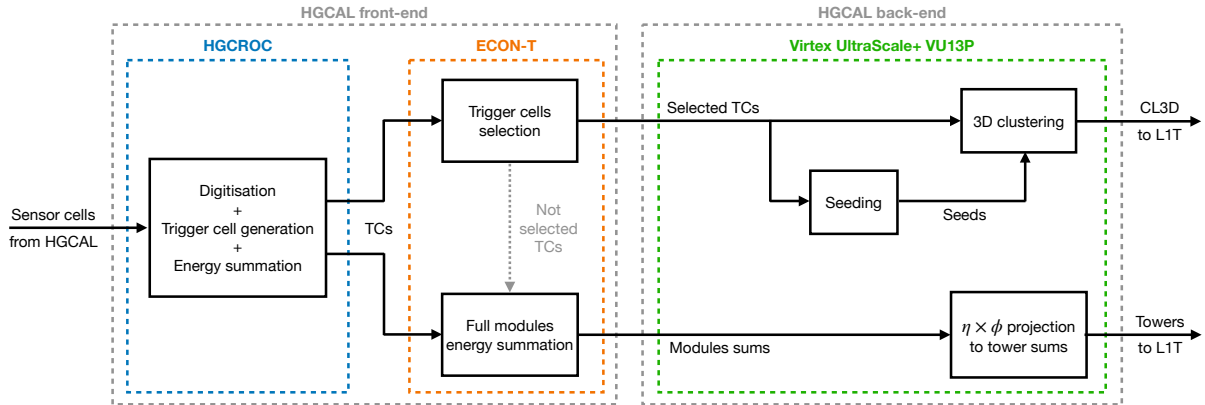 HGCAL front-end
HGCAL back-end
HGCROC
ECON-T
Virtex UltraScale+ VU13P
Sensor cells
from HGCAL
Digitisation
+
Trigger cell generation
+
Energy summation
TCs
Trigger cells
selection
Not
selected
TCs
Full modules
energy summation
Selected TCs
Seeding
Seeds
3D clustering
CL3D
to L1T
Modules sums
η × ϕ projection
to tower sums
Towers
to L1T